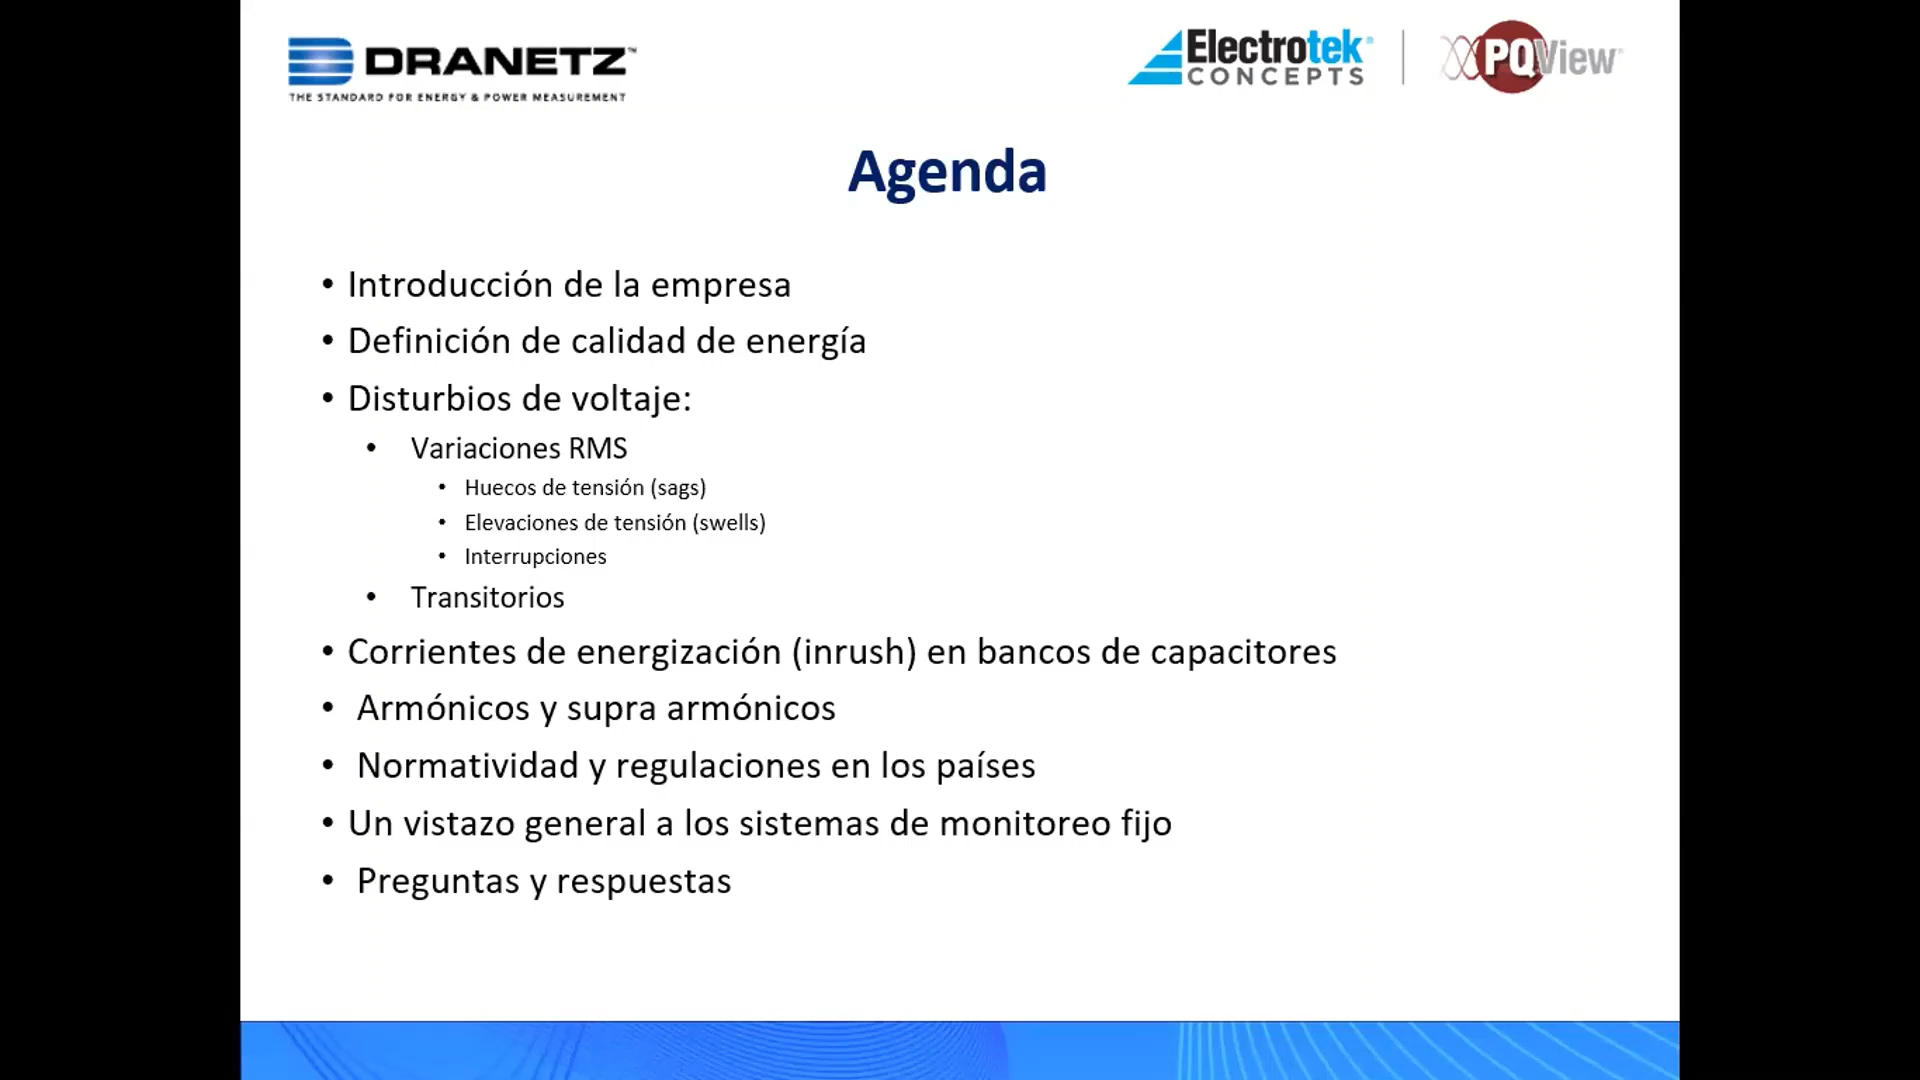 DRANETZ™
THE STANDARD FOR ENERGY & POWER MEASUREMENT
Electrotek®
CONCEPTS
PQView®
Agenda
• Introducción de la empresa
• Definición de calidad de energía
• Disturbios de voltaje:
• Variaciones RMS
• Huecos de tensión (sags)
• Elevaciones de tensión (swells)
• Interrupciones
• Transitorios
• Corrientes de energización (inrush) en bancos de capacitores
• Armónicos y supra armónicos
• Normatividad y regulaciones en los países
• Un vistazo general a los sistemas de monitoreo fijo
• Preguntas y respuestas